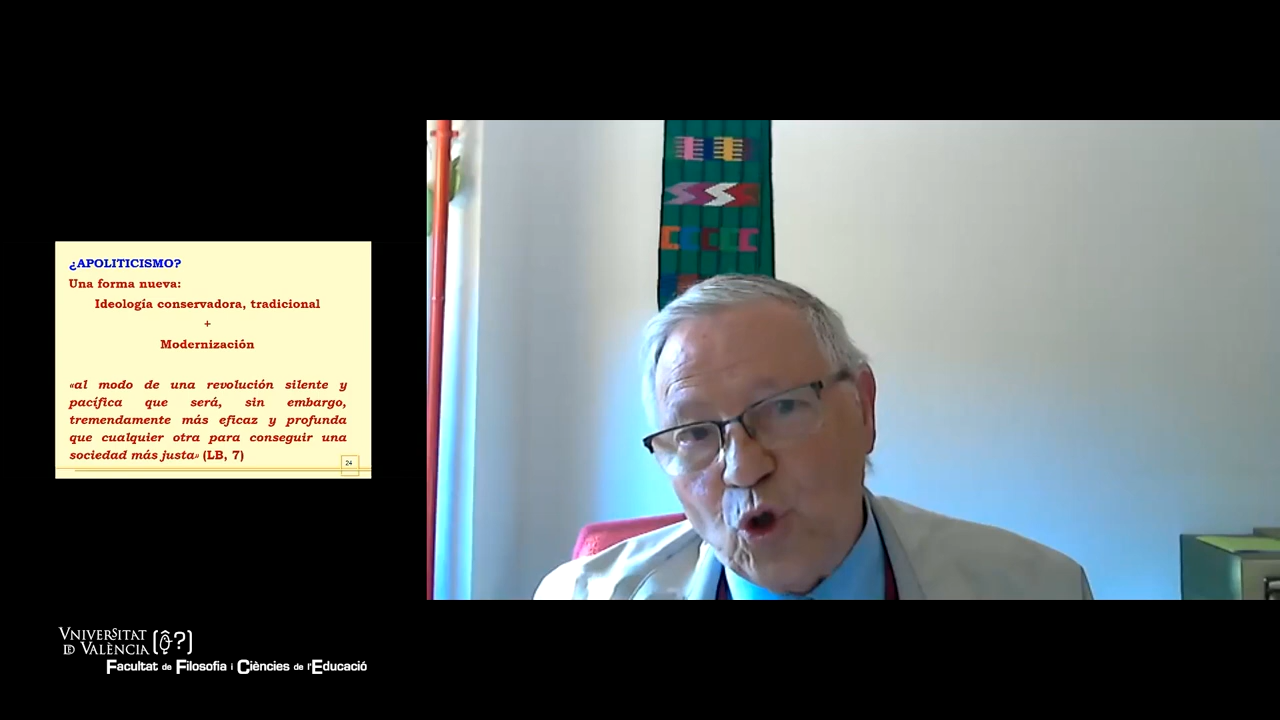 ¿APOLITICISMO?
Una forma nueva:
Ideología conservadora, tradicional
+
Modernización
«al modo de una revolución silente y
pacífica que será, sin embargo,
tremendamente más eficaz y profunda
que cualquier otra para conseguir una
sociedad más justa» (LB, 7)
24
VNIVERSITAT
DE VALÈNCIA [ô?]
Facultat de Filosofia i Ciències de l'Educació